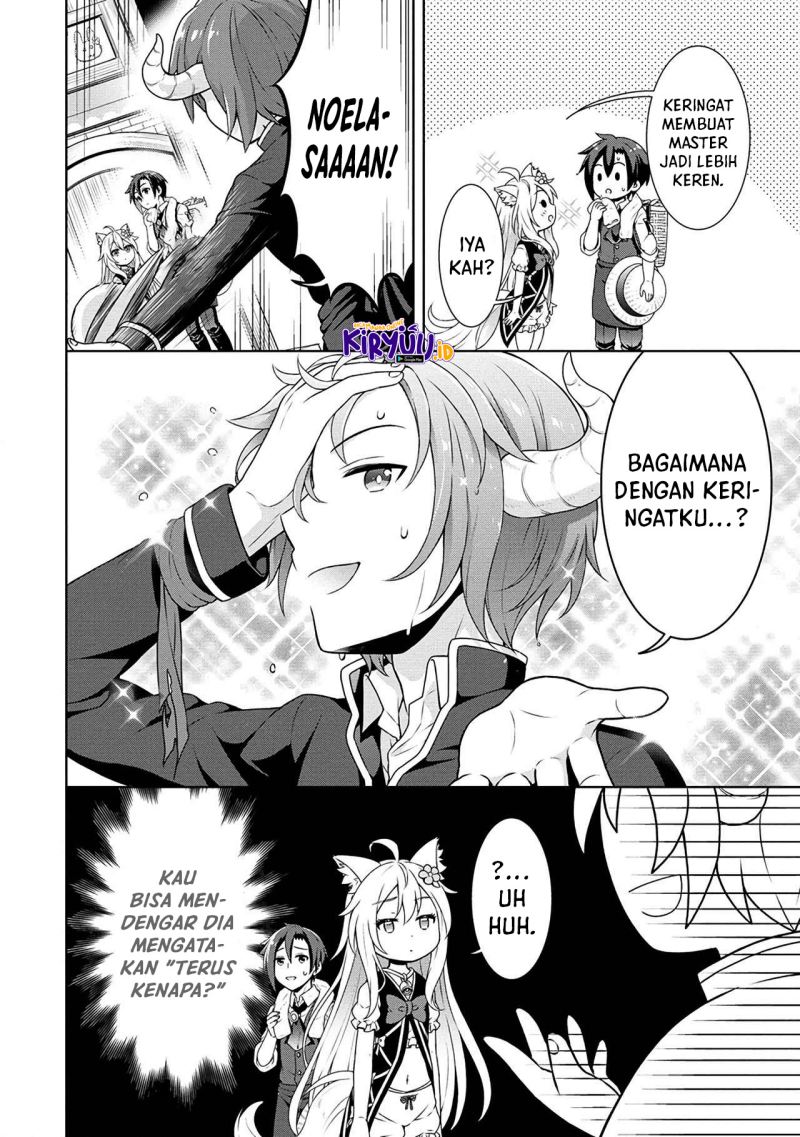 KERINGAT
MEMBUAT
MASTER
JADI LEBIH
KEREN.
IYA
KAH?
NOELA-
SAAAAN!
KIRYUU.ID
BAGAIMANA
DENGAN KERI-
NGATKU...?
?...
UH
HUH.
KAU
BISA MEN-
DENGAR DIA
MENGATA-
KAN "TERUS
KENAPA?"